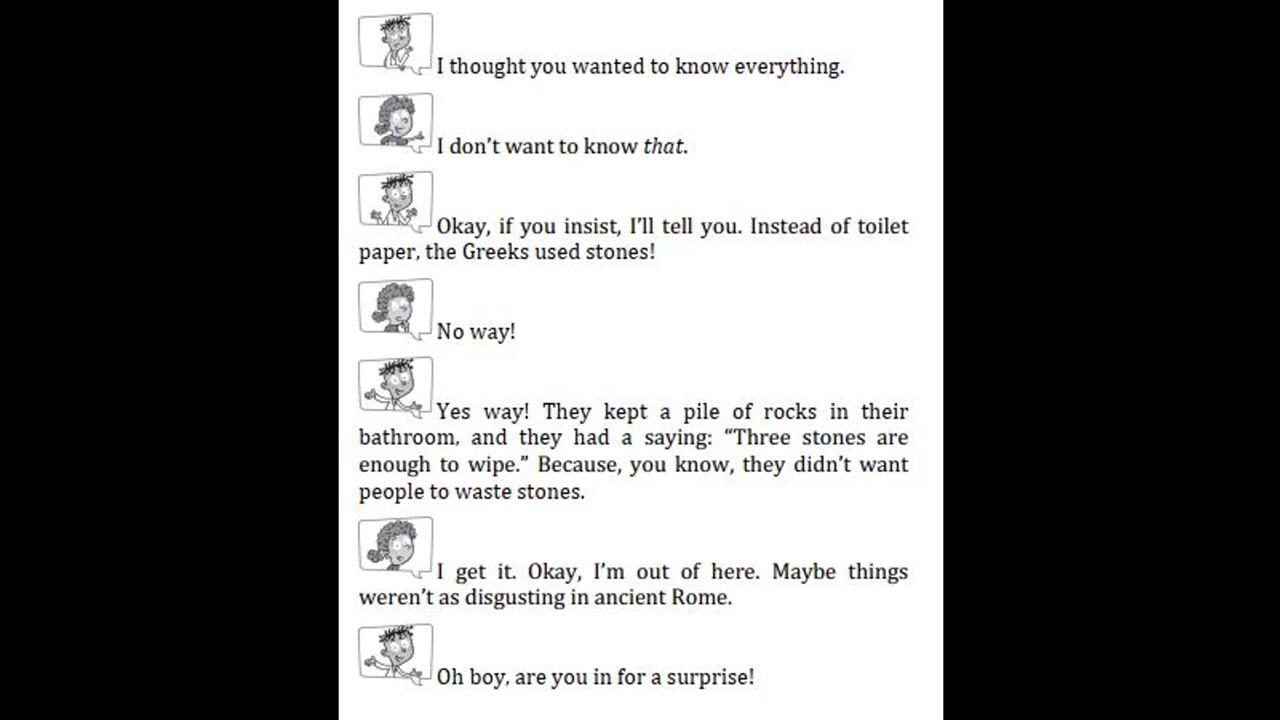 I thought you wanted to know everything.
I don’t want to know that.
Okay, if you insist, I’ll tell you. Instead of toilet
paper, the Greeks used stones!
No way!
Yes way! They kept a pile of rocks in their
bathroom, and they had a saying: “Three stones are
enough to wipe.” Because, you know, they didn’t want
people to waste stones.
I get it. Okay, I’m out of here. Maybe things
weren’t as disgusting in ancient Rome.
Oh boy, are you in for a surprise!